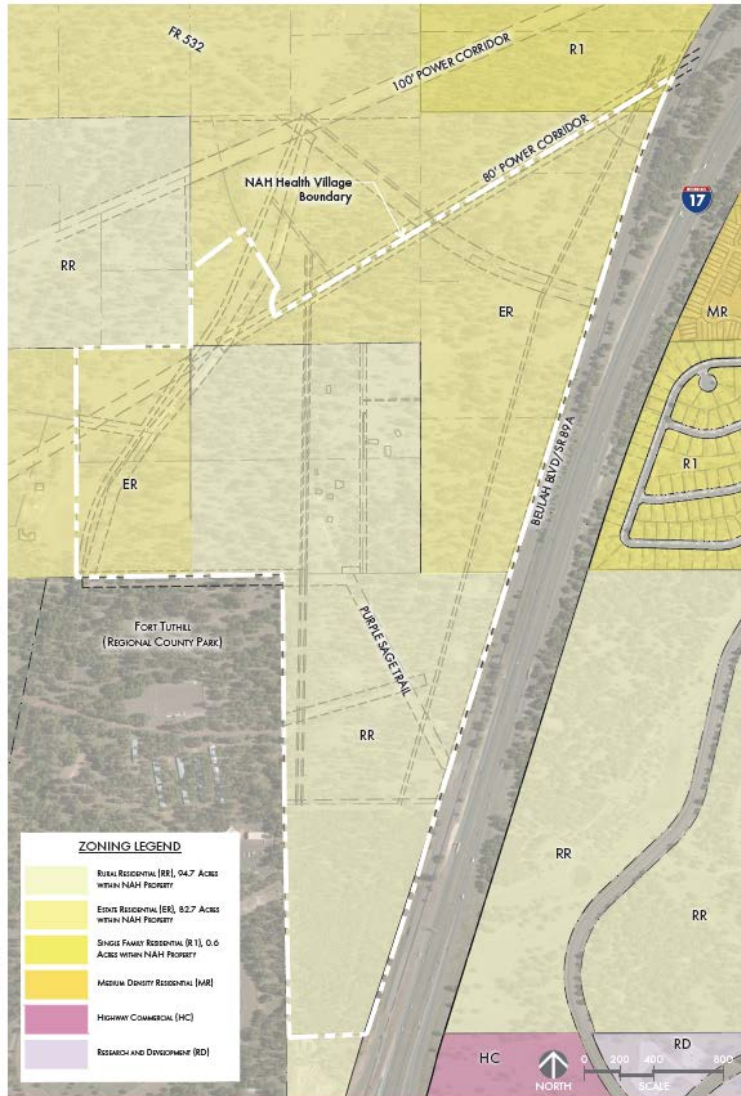 FR 532
100' POWER CORRIDOR
R1
80' POWER CORRIDOR
NAH Health Village
Boundary
INTERSTATE
17
RR
ER
MR
BEULAH BLVD/SR 89A
R1
ER
FORT TUTHILL
(REGIONAL COUNTY PARK)
PURPLE SAGE TRAIL
RR
RR
RR
ZONING LEGEND
RURAL RESIDENTIAL (RR), 94.7 ACRES
WITHIN NAH PROPERTY
ESTATE RESIDENTIAL (ER), 82.7 ACRES
WITHIN NAH PROPERTY
SINGLE FAMILY RESIDENTIAL (R1), 0.6
ACRES WITHIN NAH PROPERTY
MEDIUM DENSITY RESIDENTIAL (MR)
HIGHWAY COMMERCIAL (HC)
RESEARCH AND DEVELOPMENT (RD)
HC
RD
NORTH
0 200 400 800
SCALE